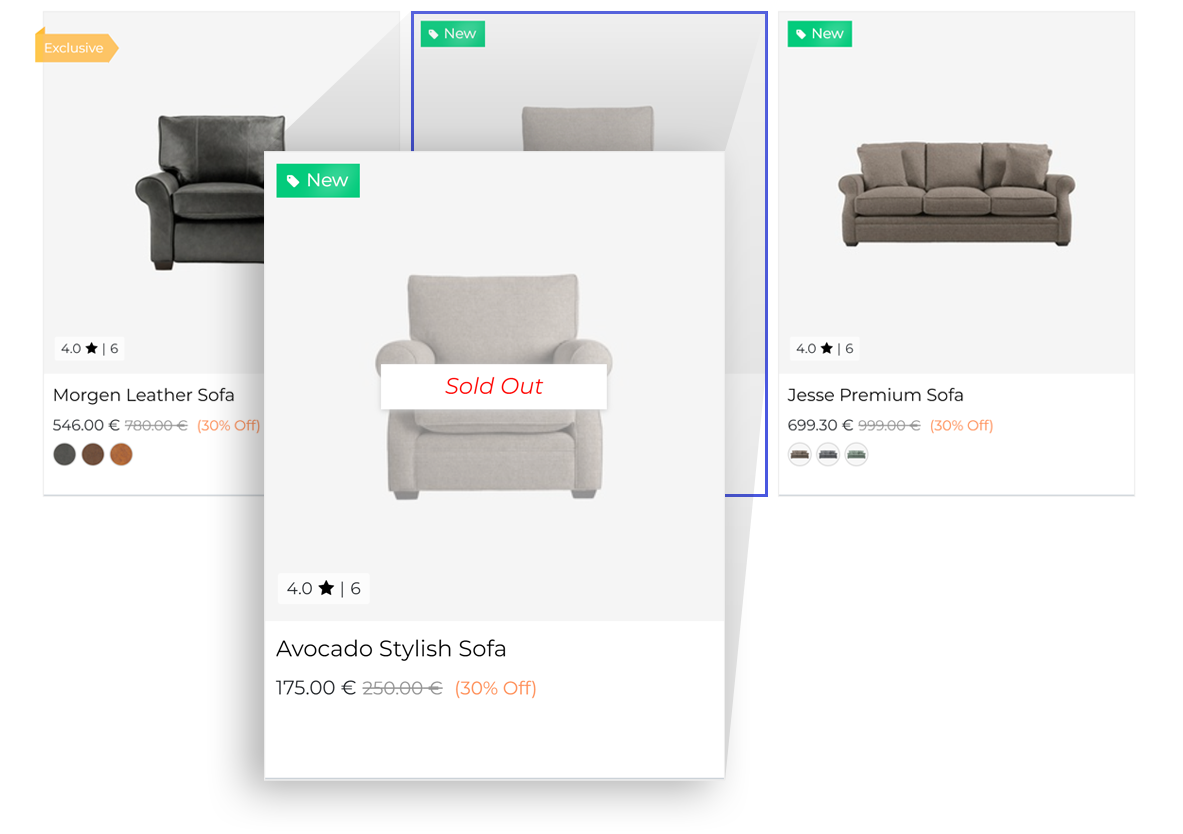 Exclusive
New
New
New
Sold Out
4.0 ★ | 6
Morgen Leather Sofa
546.00 € 780.00 € (30% Off)
4.0 ★ | 6
Jesse Premium Sofa
699.30 € 999.00 € (30% Off)
4.0 ★ | 6
Avocado Stylish Sofa
175.00 € 250.00 € (30% Off)